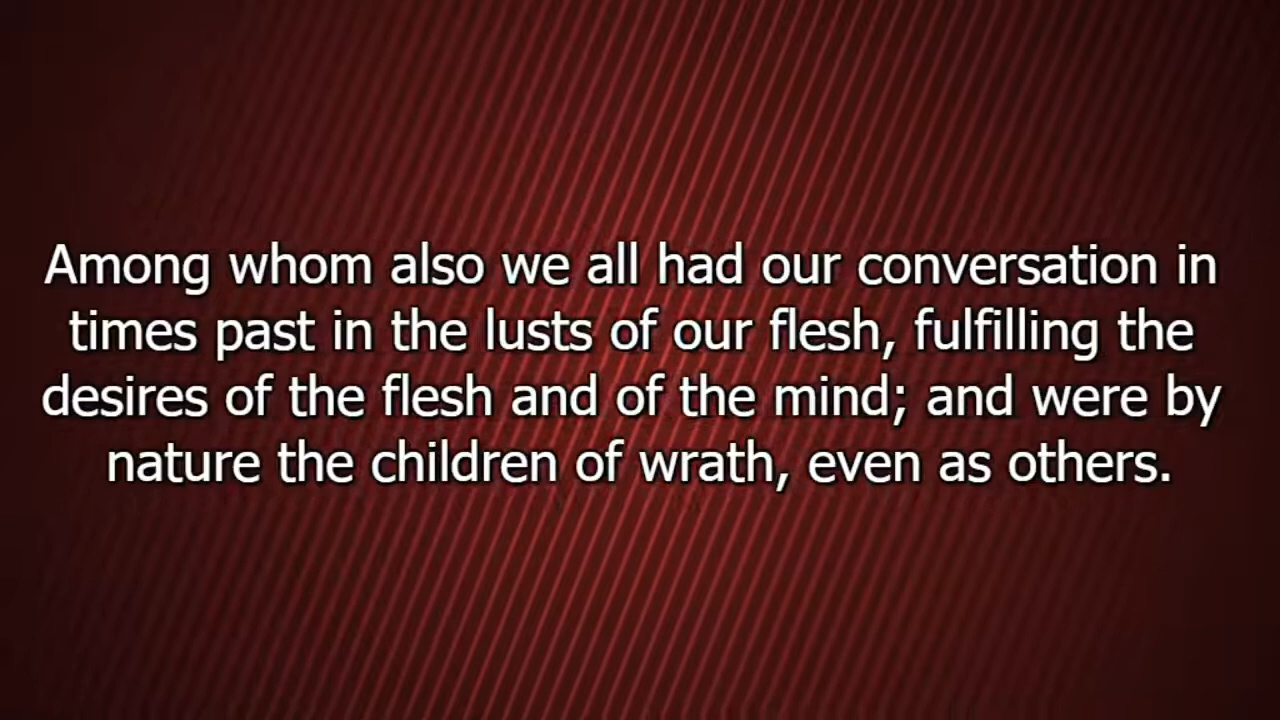 Among whom also we all had our conversation in
times past in the lusts of our flesh, fulfilling the
desires of the flesh and of the mind; and were by
nature the children of wrath, even as others.